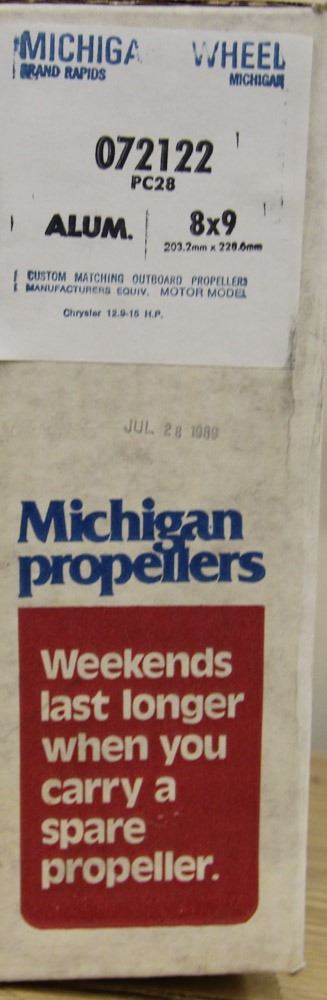 MICHIGA WHEEL
GRAND RAPIDS MICHIGAN
072122
PC28
ALUM. 8x9
203.2mm x 228.6mm
CUSTOM MATCHING OUTBOARD PROPELLERS
MANUFACTURERS EQUIV. MOTOR MODEL
Chrysler 12.9-15 H.P.
JUL 28 1989
Michigan
propellers
Weekends
last longer
when you
carry a
spare
propeller.